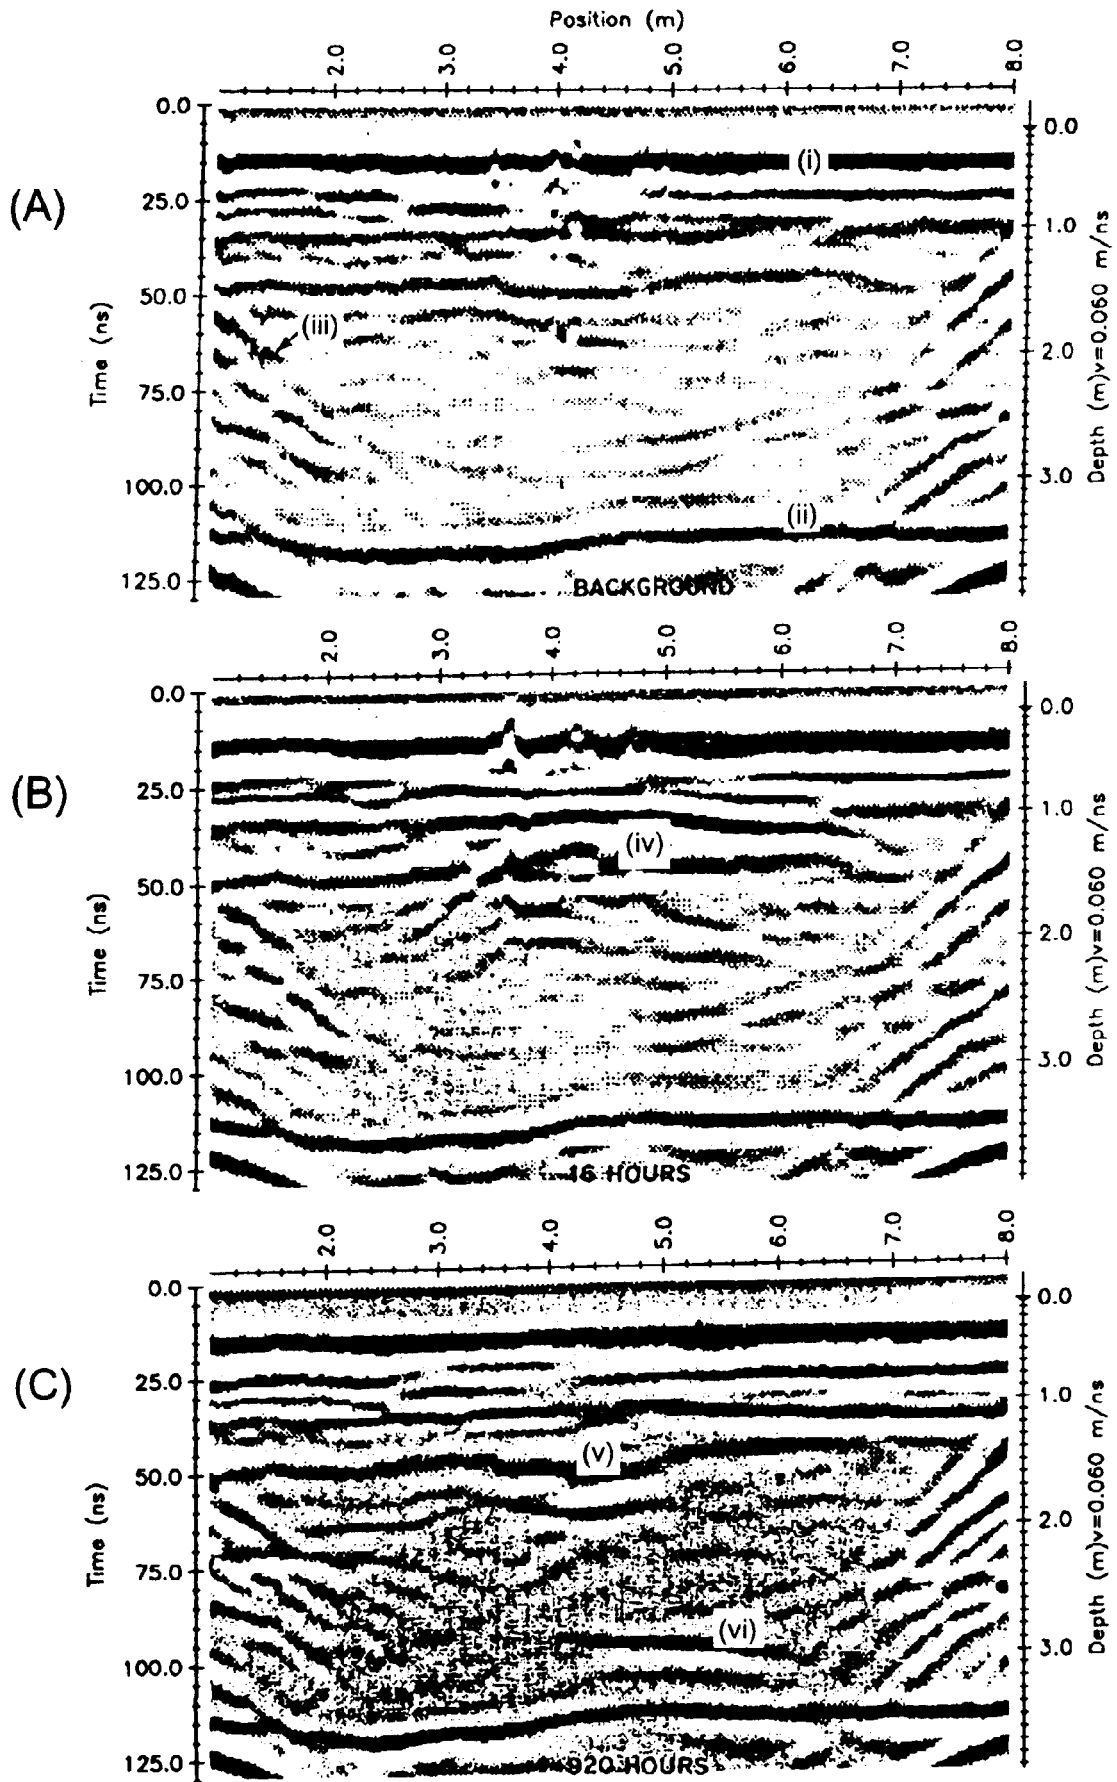 Position (m)
2.0 3.0 4.0 5.0 6.0 7.0 8.0
(A)
Time (ns)
0.0
25.0
50.0
75.0
100.0
125.0
(i)
(iii)
(ii)
BACKGROUND
0.0
1.0
2.0
3.0
Depth (m) v=0.060 m/ns
2.0 3.0 4.0 5.0 6.0 7.0 8.0
(B)
Time (ns)
0.0
25.0
50.0
75.0
100.0
125.0
(iv)
16 HOURS
0.0
1.0
2.0
3.0
Depth (m) v=0.060 m/ns
2.0 3.0 4.0 5.0 6.0 7.0 8.0
(C)
Time (ns)
0.0
25.0
50.0
75.0
100.0
125.0
(v)
(vi)
920 HOURS
0.0
1.0
2.0
3.0
Depth (m) v=0.060 m/ns